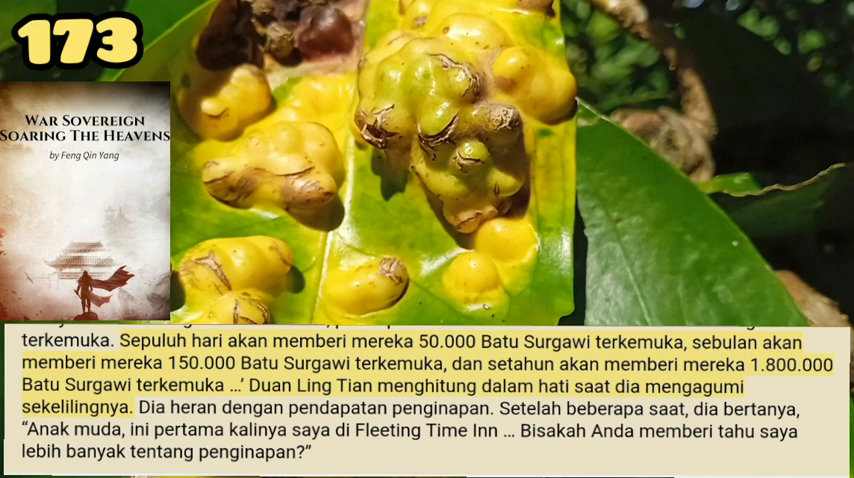 173
WAR SOVEREIGN
SOARING THE HEAVENS
by Feng Qin Yang
terkemuka. Sepuluh hari akan memberi mereka 50.000 Batu Surgawi terkemuka, sebulan akan
memberi mereka 150.000 Batu Surgawi terkemuka, dan setahun akan memberi mereka 1.800.000
Batu Surgawi terkemuka ...’ Duan Ling Tian menghitung dalam hati saat dia mengagumi
sekelilingnya. Dia heran dengan pendapatan penginapan. Setelah beberapa saat, dia bertanya,
“Anak muda, ini pertama kalinya saya di Fleeting Time Inn ... Bisakah Anda memberi tahu saya
lebih banyak tentang penginapan?”